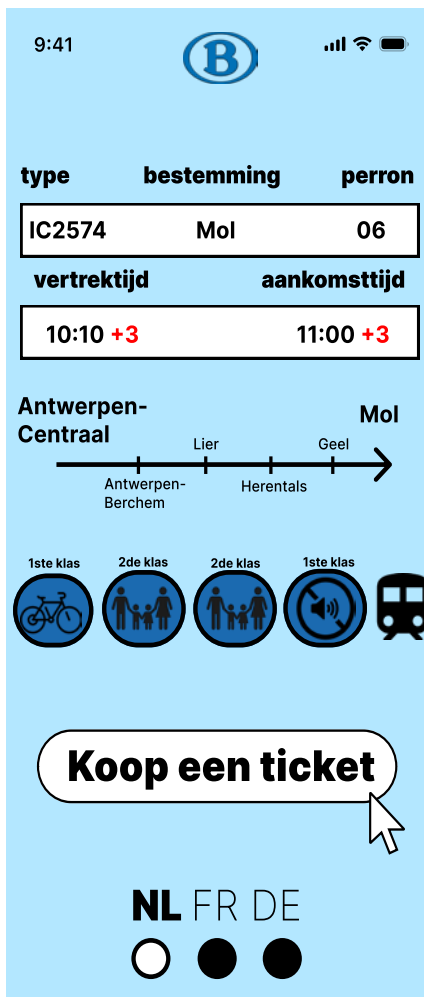 9:41
B
type bestemming perron
IC2574 Mol 06
vertrektijd aankomsttijd
10:10 +3 11:00 +3
Antwerpen-
Centraal
Mol
Lier Geel
Antwerpen-
Berchem
Herentals
1ste klas 2de klas 2de klas 1ste klas
Koop een ticket
NL FR DE